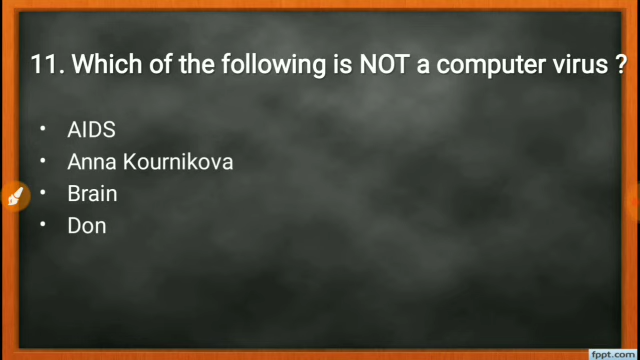 11. Which of the following is NOT a computer virus ?
• AIDS
• Anna Kournikova
• Brain
• Don
fppt.com